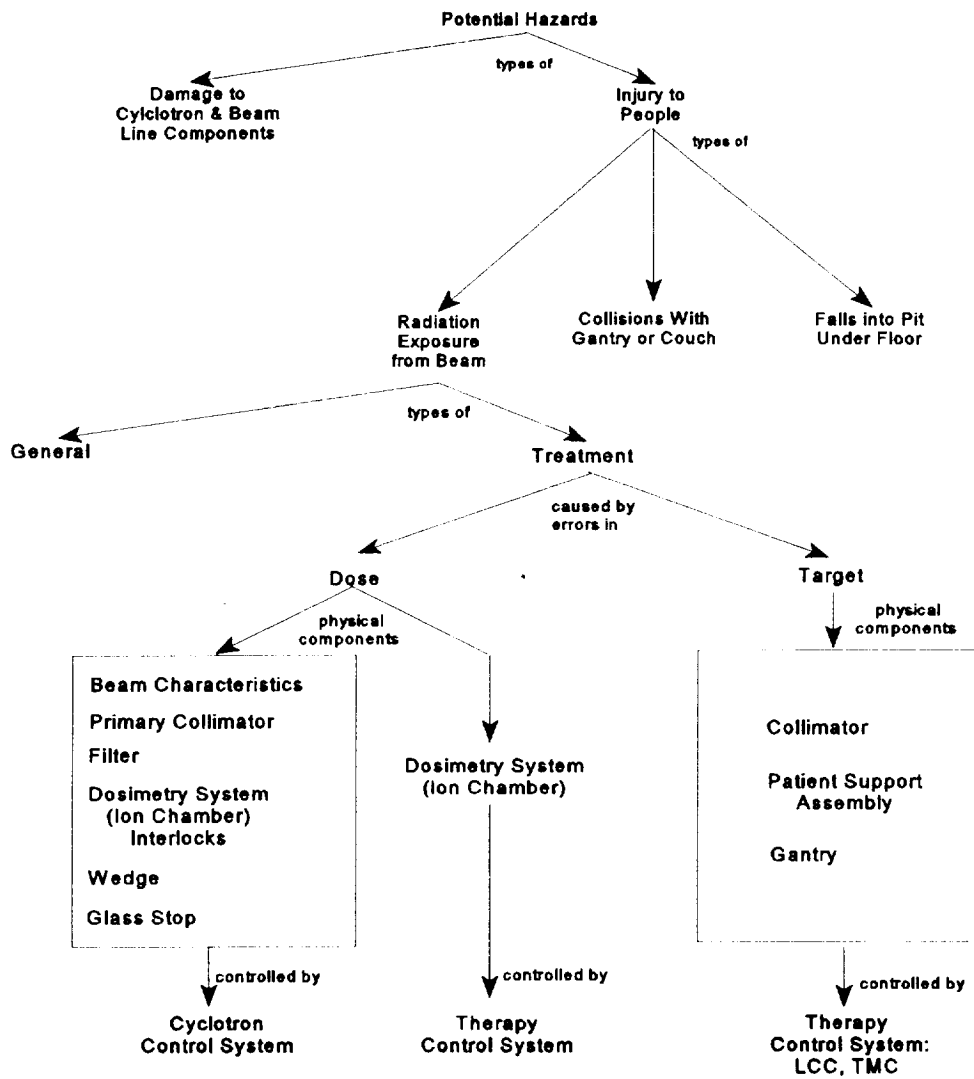 Potential Hazards
types of
Damage to
Cylclotron & Beam
Line Components
Injury to
People
types of
Radiation
Exposure
from Beam
Collisions With
Gantry or Couch
Falls into Pit
Under Floor
types of
General
Treatment
caused by
errors in
Dose
Target
physical
components
physical
components
Beam Characteristics
Primary Collimator
Filter
Dosimetry System
(Ion Chamber)
Interlocks
Wedge
Glass Stop
Dosimetry System
(Ion Chamber)
Collimator
Patient Support
Assembly
Gantry
controlled by
controlled by
controlled by
Cyclotron
Control System
Therapy
Control System
Therapy
Control System:
LCC, TMC